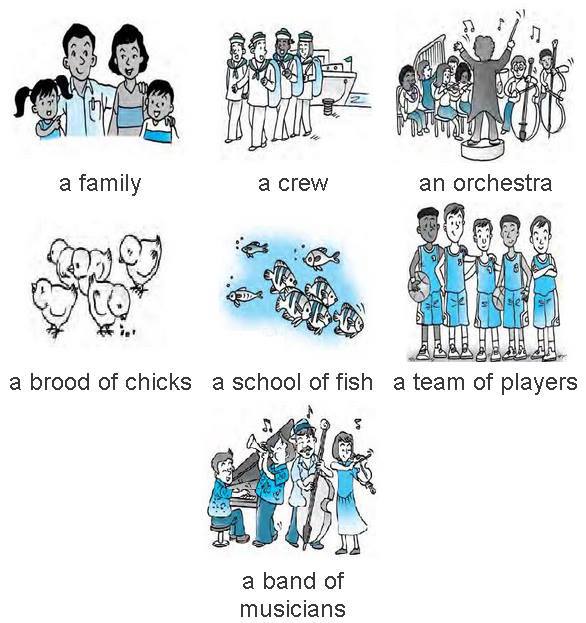 a family
a crew
an orchestra
a brood of chicks
a school of fish
a team of players
a band of
musicians